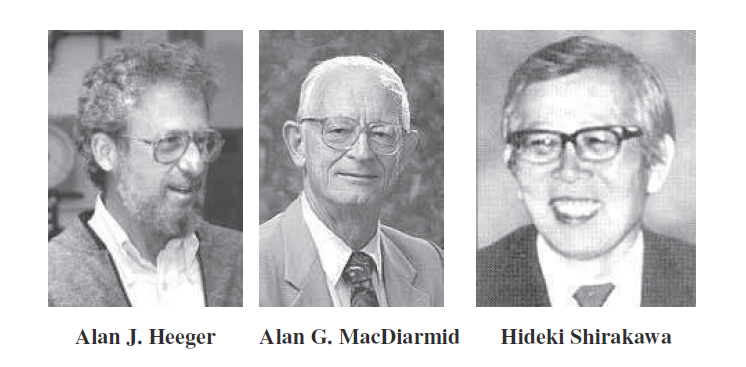 Alan J. Heeger
Alan G. MacDiarmid
Hideki Shirakawa